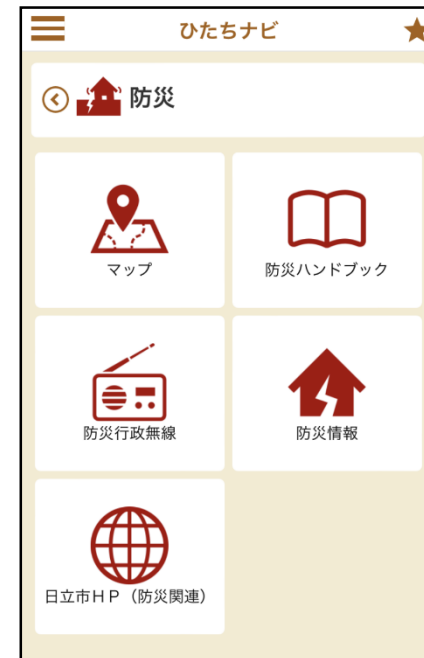 ひたちナビ
防災
マップ
防災ハンドブック
防災行政無線
防災情報
日立市ＨＰ（防災関連）